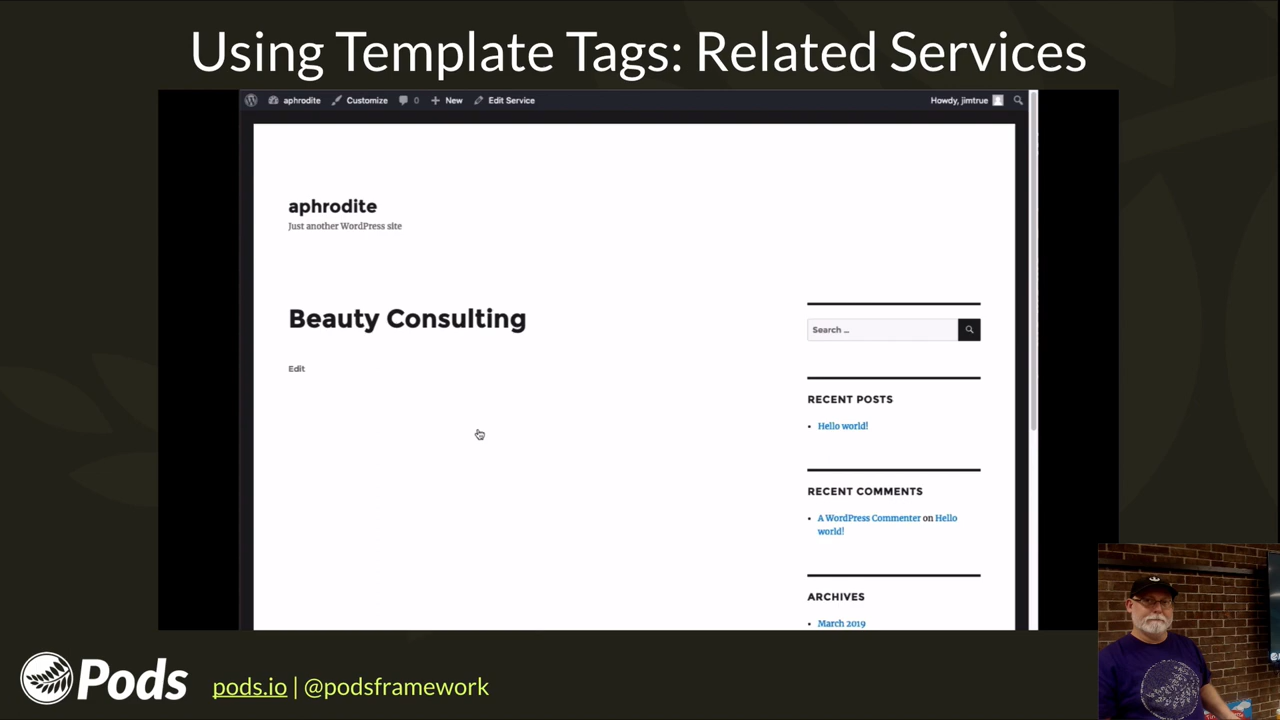 Using Template Tags: Related Services
aphrodite Customize 0 New Edit Service Howdy, jimtrue
aphrodite
Just another WordPress site
Beauty Consulting
Edit
Search ...
RECENT POSTS
Hello world!
RECENT COMMENTS
A WordPress Commenter on Hello
world!
ARCHIVES
March 2019
Pods pods.io | @podsframework